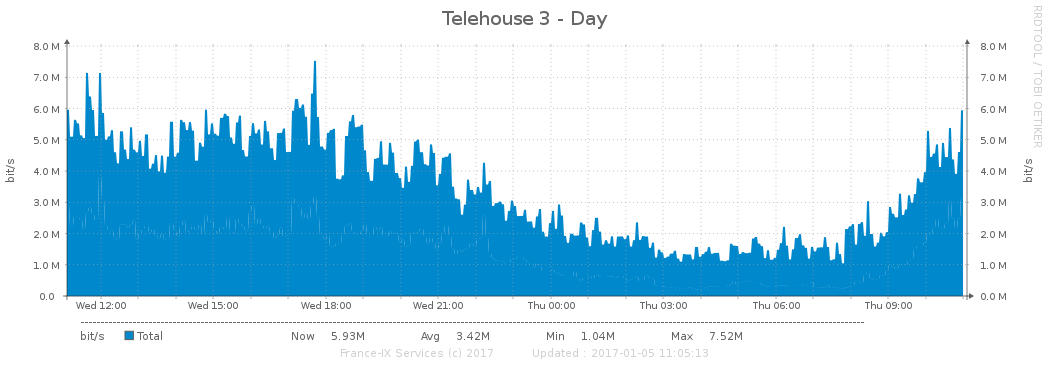 Telehouse 3 - Day
RRDTOOL / TOBI OETIKER
bit/s
bit/s
8.0 M 8.0 M
7.0 M 7.0 M
6.0 M 6.0 M
5.0 M 5.0 M
4.0 M 4.0 M
3.0 M 3.0 M
2.0 M 2.0 M
1.0 M 1.0 M
0.0 0.0 M
Wed 12:00 Wed 15:00 Wed 18:00 Wed 21:00 Thu 00:00 Thu 03:00 Thu 06:00 Thu 09:00
bit/s Total Now 5.93M Avg 3.42M Min 1.04M Max 7.52M
France-IX Services (c) 2017 Updated : 2017-01-05 11:05:13